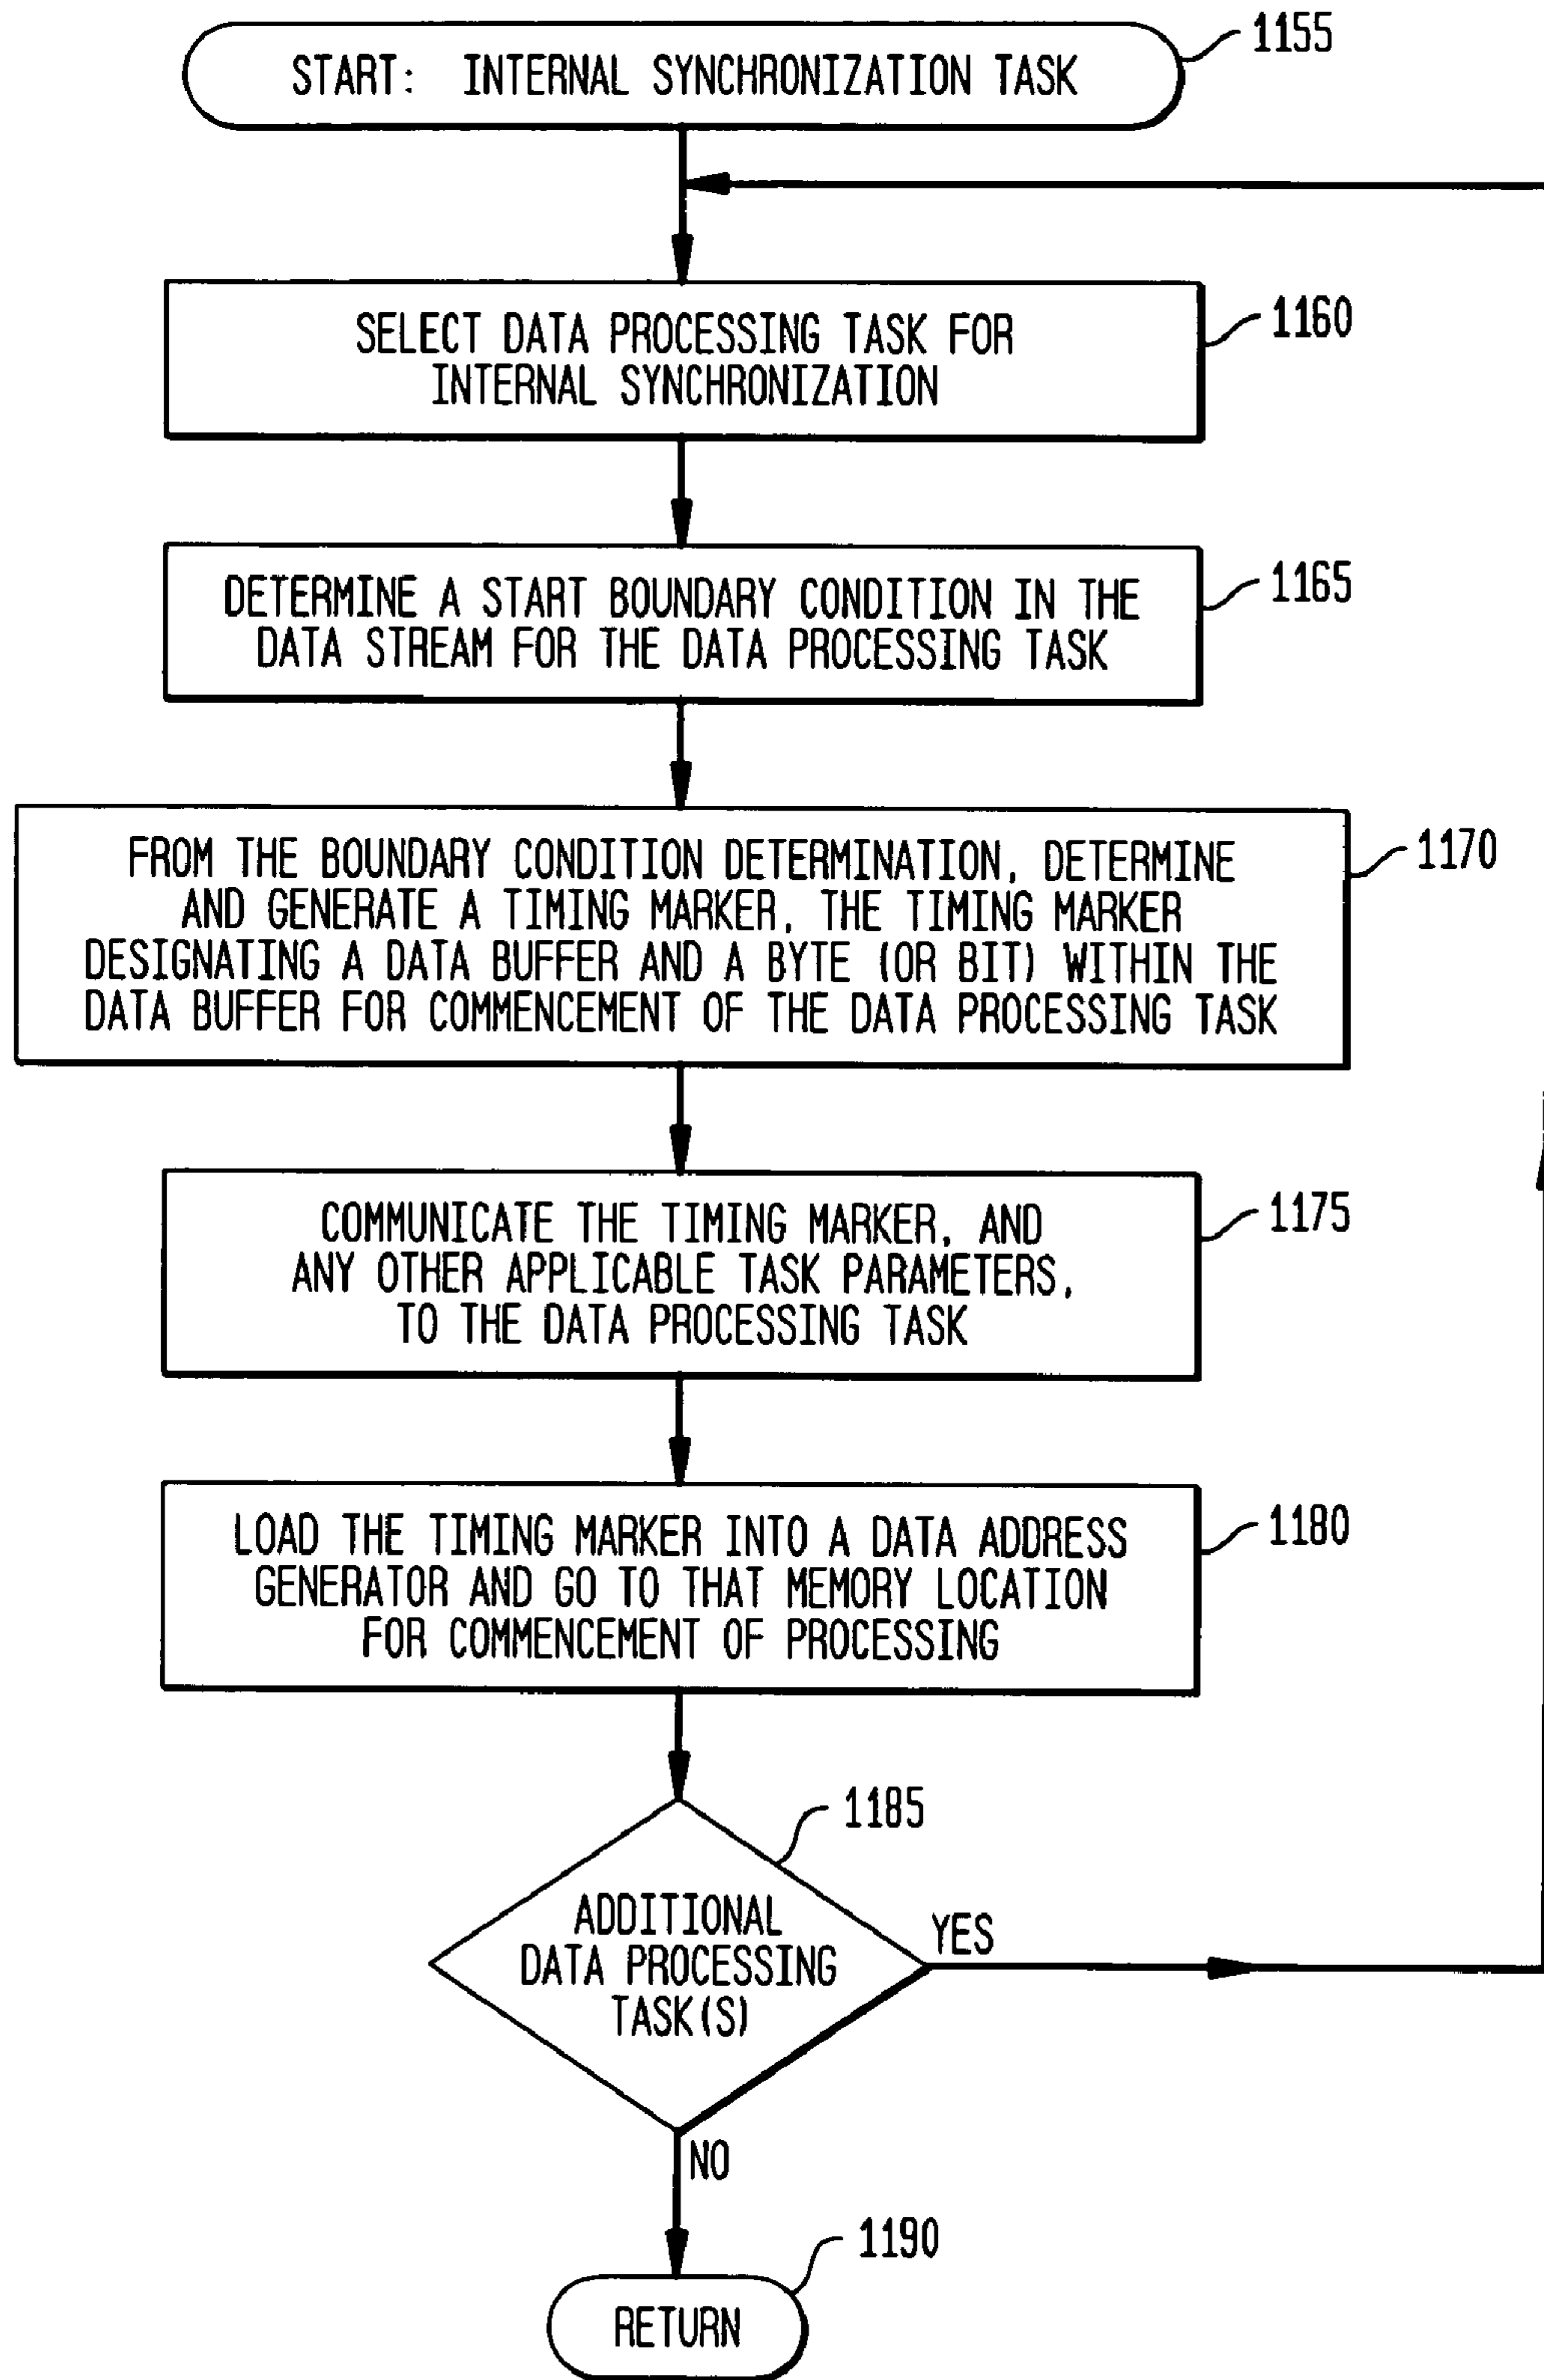 START: INTERNAL SYNCHRONIZATION TASK
1155
SELECT DATA PROCESSING TASK FOR
INTERNAL SYNCHRONIZATION
1160
DETERMINE A START BOUNDARY CONDITION IN THE
DATA STREAM FOR THE DATA PROCESSING TASK
1165
FROM THE BOUNDARY CONDITION DETERMINATION, DETERMINE
AND GENERATE A TIMING MARKER, THE TIMING MARKER
DESIGNATING A DATA BUFFER AND A BYTE (OR BIT) WITHIN THE
DATA BUFFER FOR COMMENCEMENT OF THE DATA PROCESSING TASK
1170
COMMUNICATE THE TIMING MARKER, AND
ANY OTHER APPLICABLE TASK PARAMETERS,
TO THE DATA PROCESSING TASK
1175
LOAD THE TIMING MARKER INTO A DATA ADDRESS
GENERATOR AND GO TO THAT MEMORY LOCATION
FOR COMMENCEMENT OF PROCESSING
1180
1185
ADDITIONAL
DATA PROCESSING
TASK(S)
YES
NO
1190
RETURN